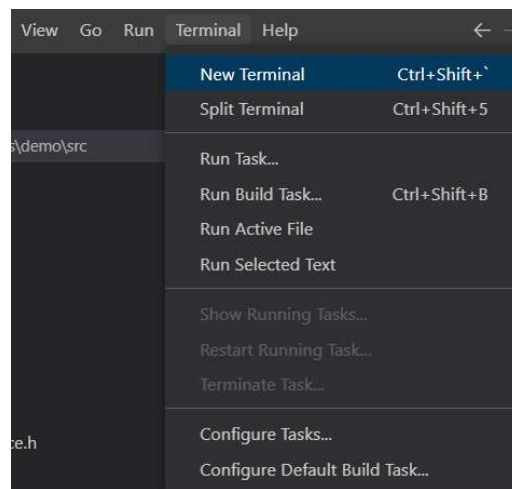 View Go Run Terminal Help ←
New Terminal Ctrl+Shift+`
Split Terminal Ctrl+Shift+5
s\demo\src
Run Task...
Run Build Task... Ctrl+Shift+B
Run Active File
Run Selected Text
Show Running Tasks...
Restart Running Task...
Terminate Task...
Configure Tasks...
ce.h
Configure Default Build Task...